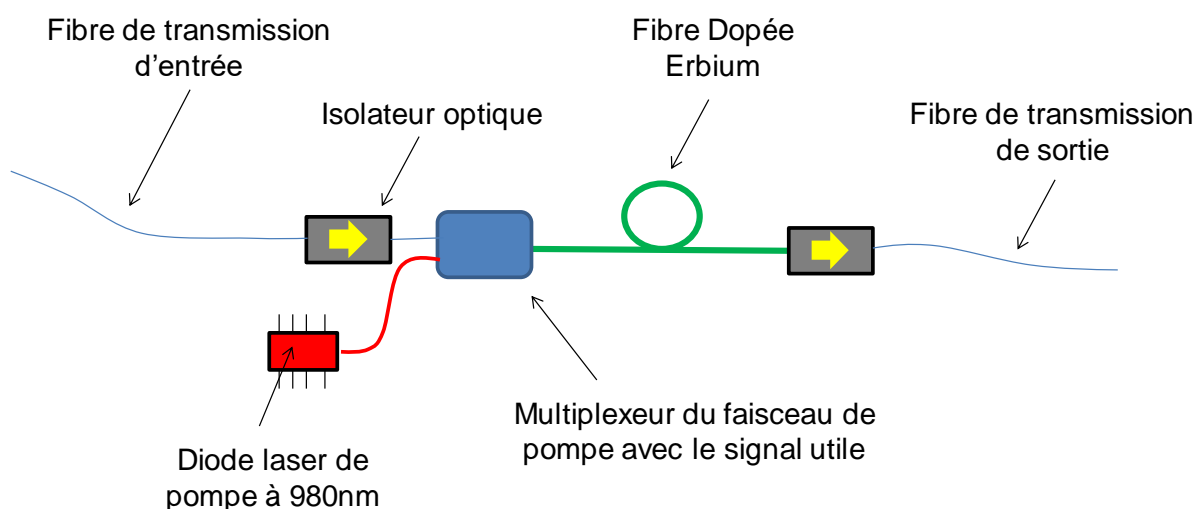 Fibre de transmission
d’entrée
Isolateur optique
Fibre Dopée
Erbium
Fibre de transmission
de sortie
Multiplexeur du faisceau de
pompe avec le signal utile
Diode laser de
pompe à 980nm